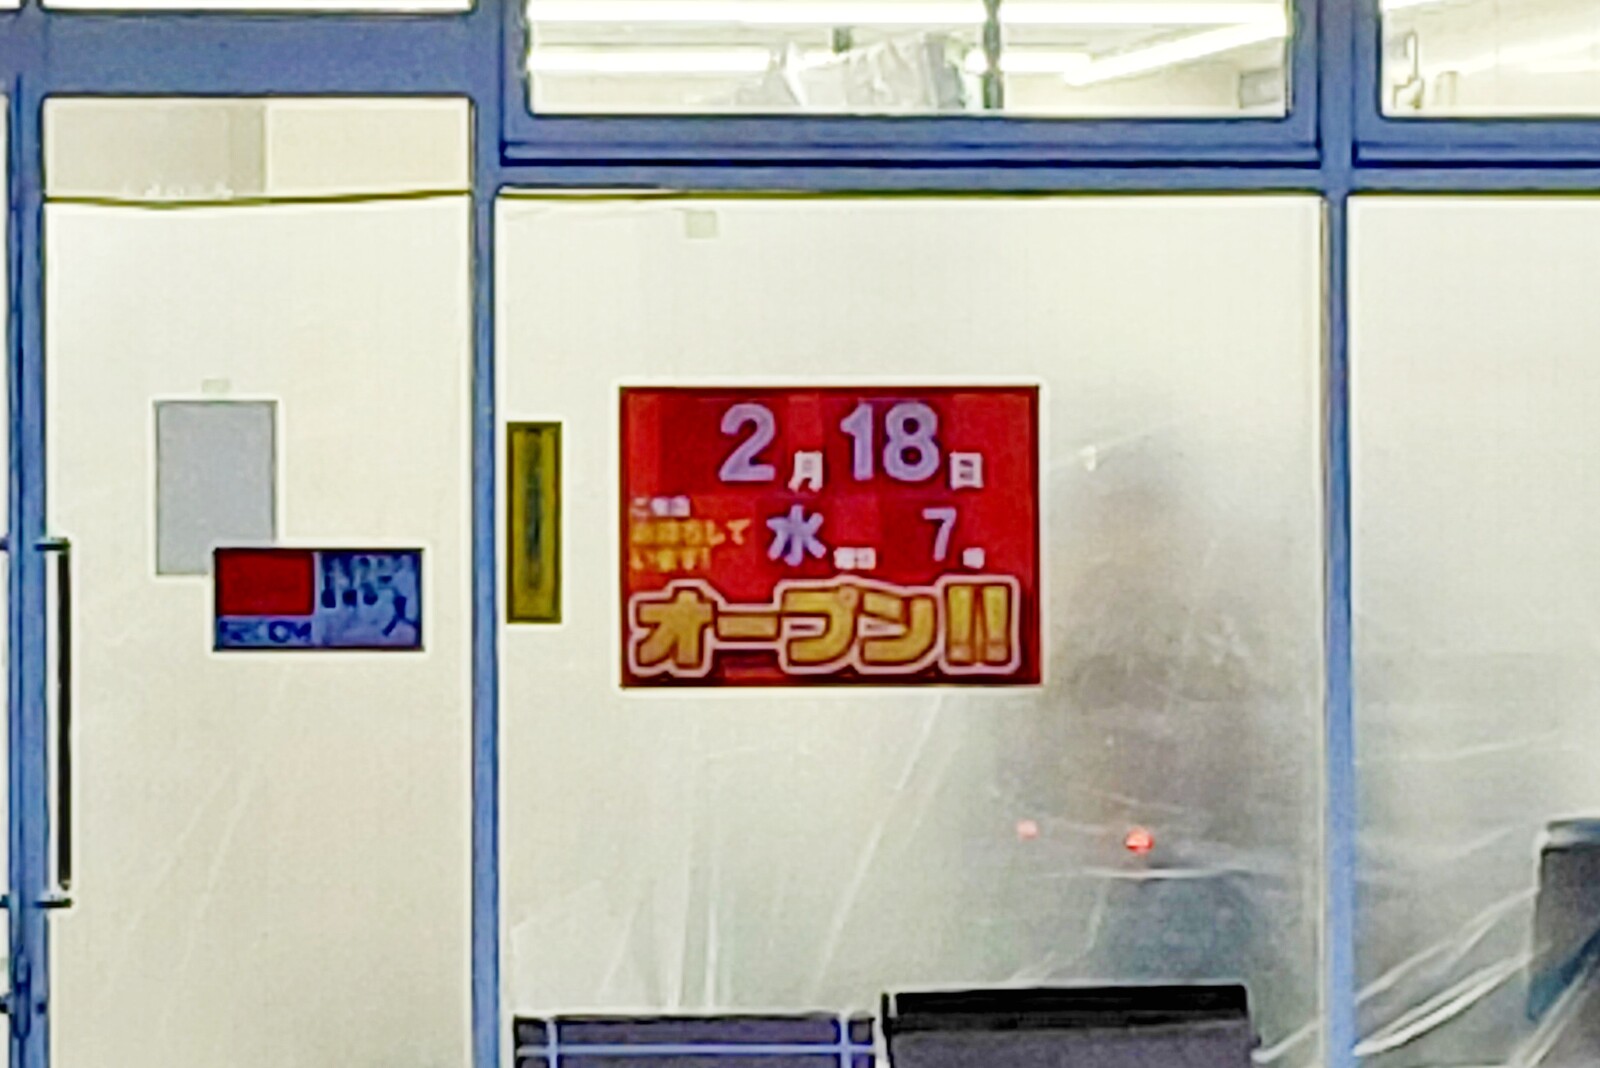 2月18日
ご来店
お待ちして
います!
水曜日 7時
オープン!!
SECOM